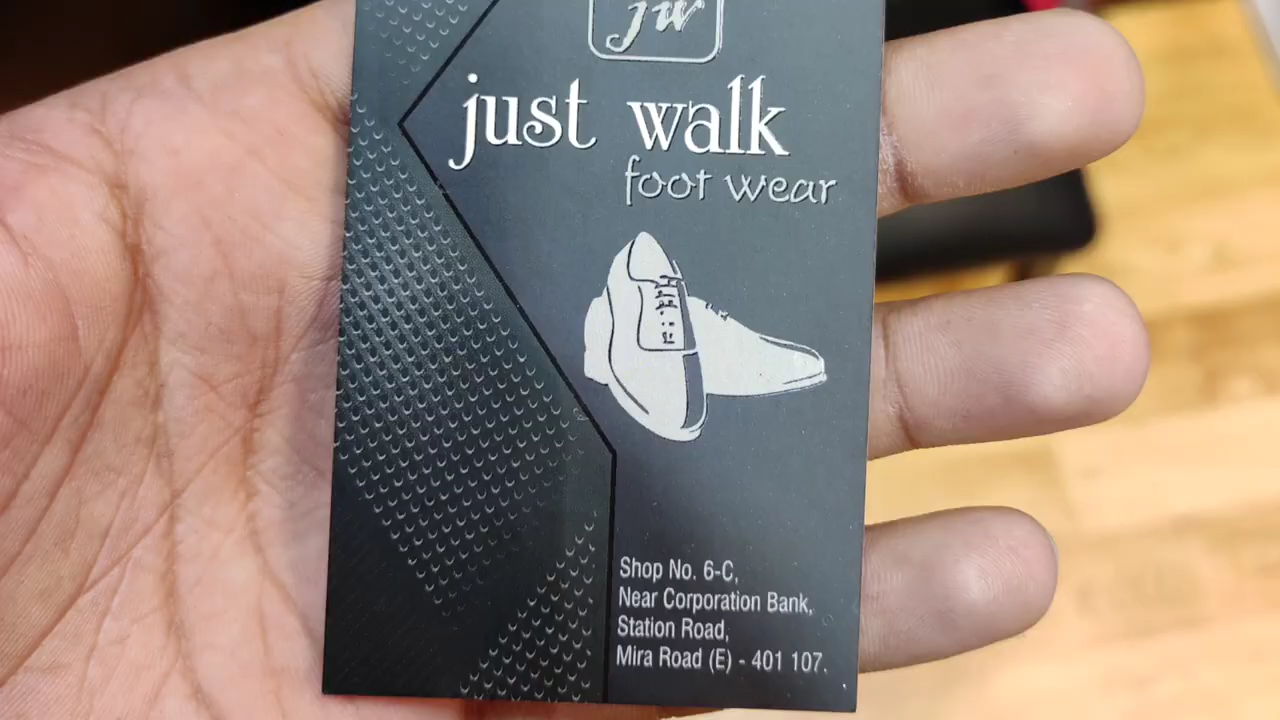 jw
just walk
foot wear
Shop No. 6-C,
Near Corporation Bank,
Station Road,
Mira Road (E) - 401 107.